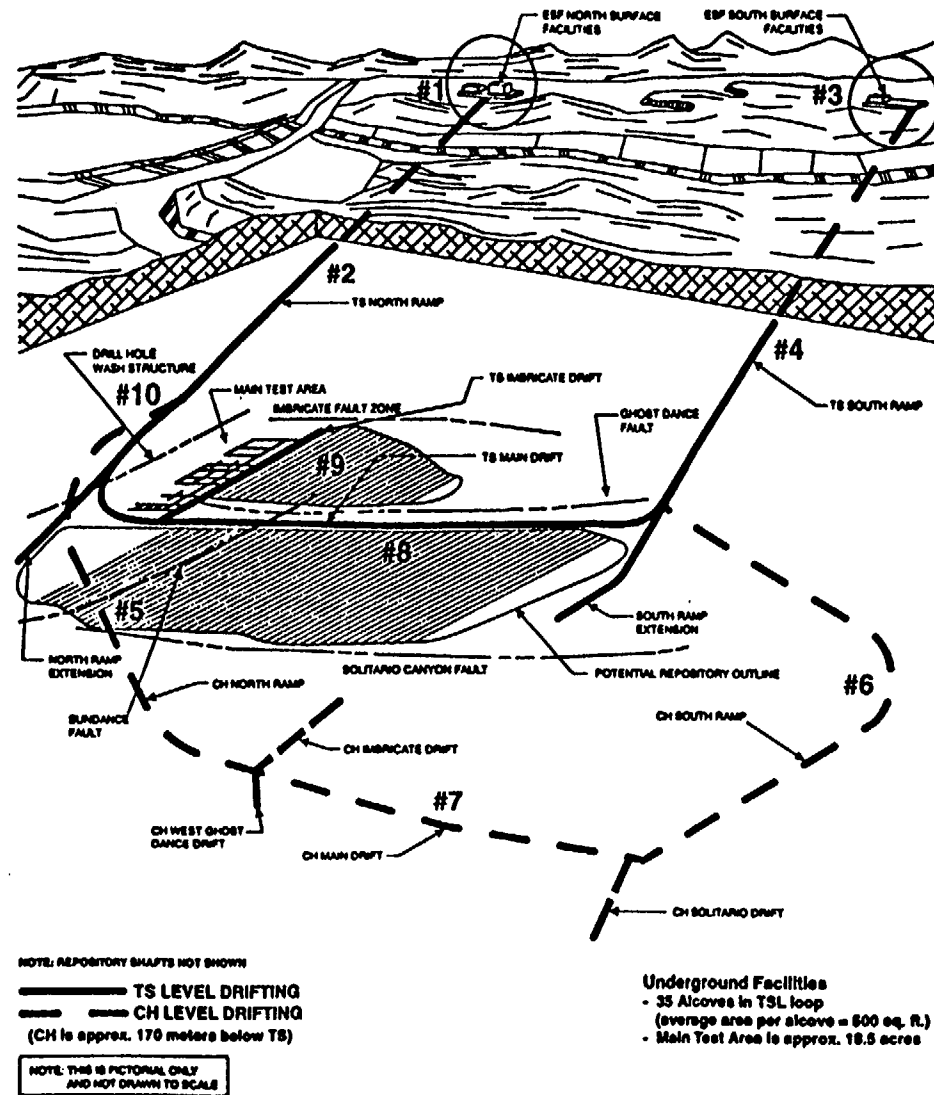 ESF NORTH SURFACE
FACILITIES
ESF SOUTH SURFACE
FACILITIES
#1
#3
#2
TS NORTH RAMP
#4
DRILL HOLE
WASH STRUCTURE
#10
MAIN TEST AREA
TS IMBRICATE DRIFT
IMBRICATE FAULT ZONE
GHOST DANCE
FAULT
TS SOUTH RAMP
#9
TS MAIN DRIFT
#8
#5
SOUTH RAMP
EXTENSION
NORTH RAMP
EXTENSION
SOLITARIO CANYON FAULT
POTENTIAL REPOSITORY OUTLINE
CH NORTH RAMP
#6
SUNDANCE
FAULT
CH SOUTH RAMP
CH IMBRICATE DRIFT
#7
CH WEST GHOST
DANCE DRIFT
CH MAIN DRIFT
CH SOLITARIO DRIFT
NOTE: REPOSITORY SHAFTS NOT SHOWN
TS LEVEL DRIFTING
CH LEVEL DRIFTING
(CH is approx. 170 meters below TS)
NOTE: THIS IS PICTORIAL ONLY
AND NOT DRAWN TO SCALE
Underground Facilities
- 35 Alcoves in TSL loop
(average area per alcove = 500 sq. ft.)
- Main Test Area is approx. 18.5 acres